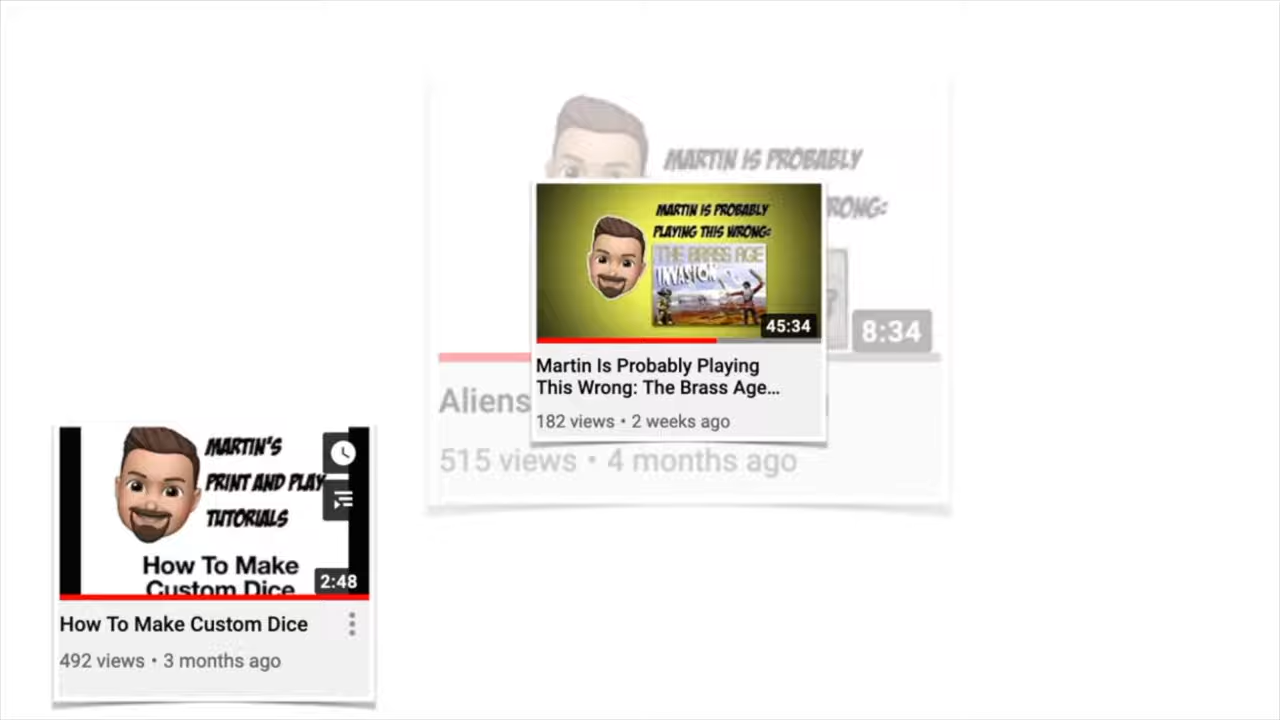 MARTIN IS PROBABLY
RONG:
8:34
Aliens
515 views • 4 months ago
MARTIN IS PROBABLY
PLAYING THIS WRONG:
THE BRASS AGE
INVASION
45:34
Martin Is Probably Playing
This Wrong: The Brass Age...
182 views • 2 weeks ago
MARTIN'S
PRINT AND PLAY
TUTORIALS
How To Make
Custom Dice
2:48
How To Make Custom Dice
492 views • 3 months ago